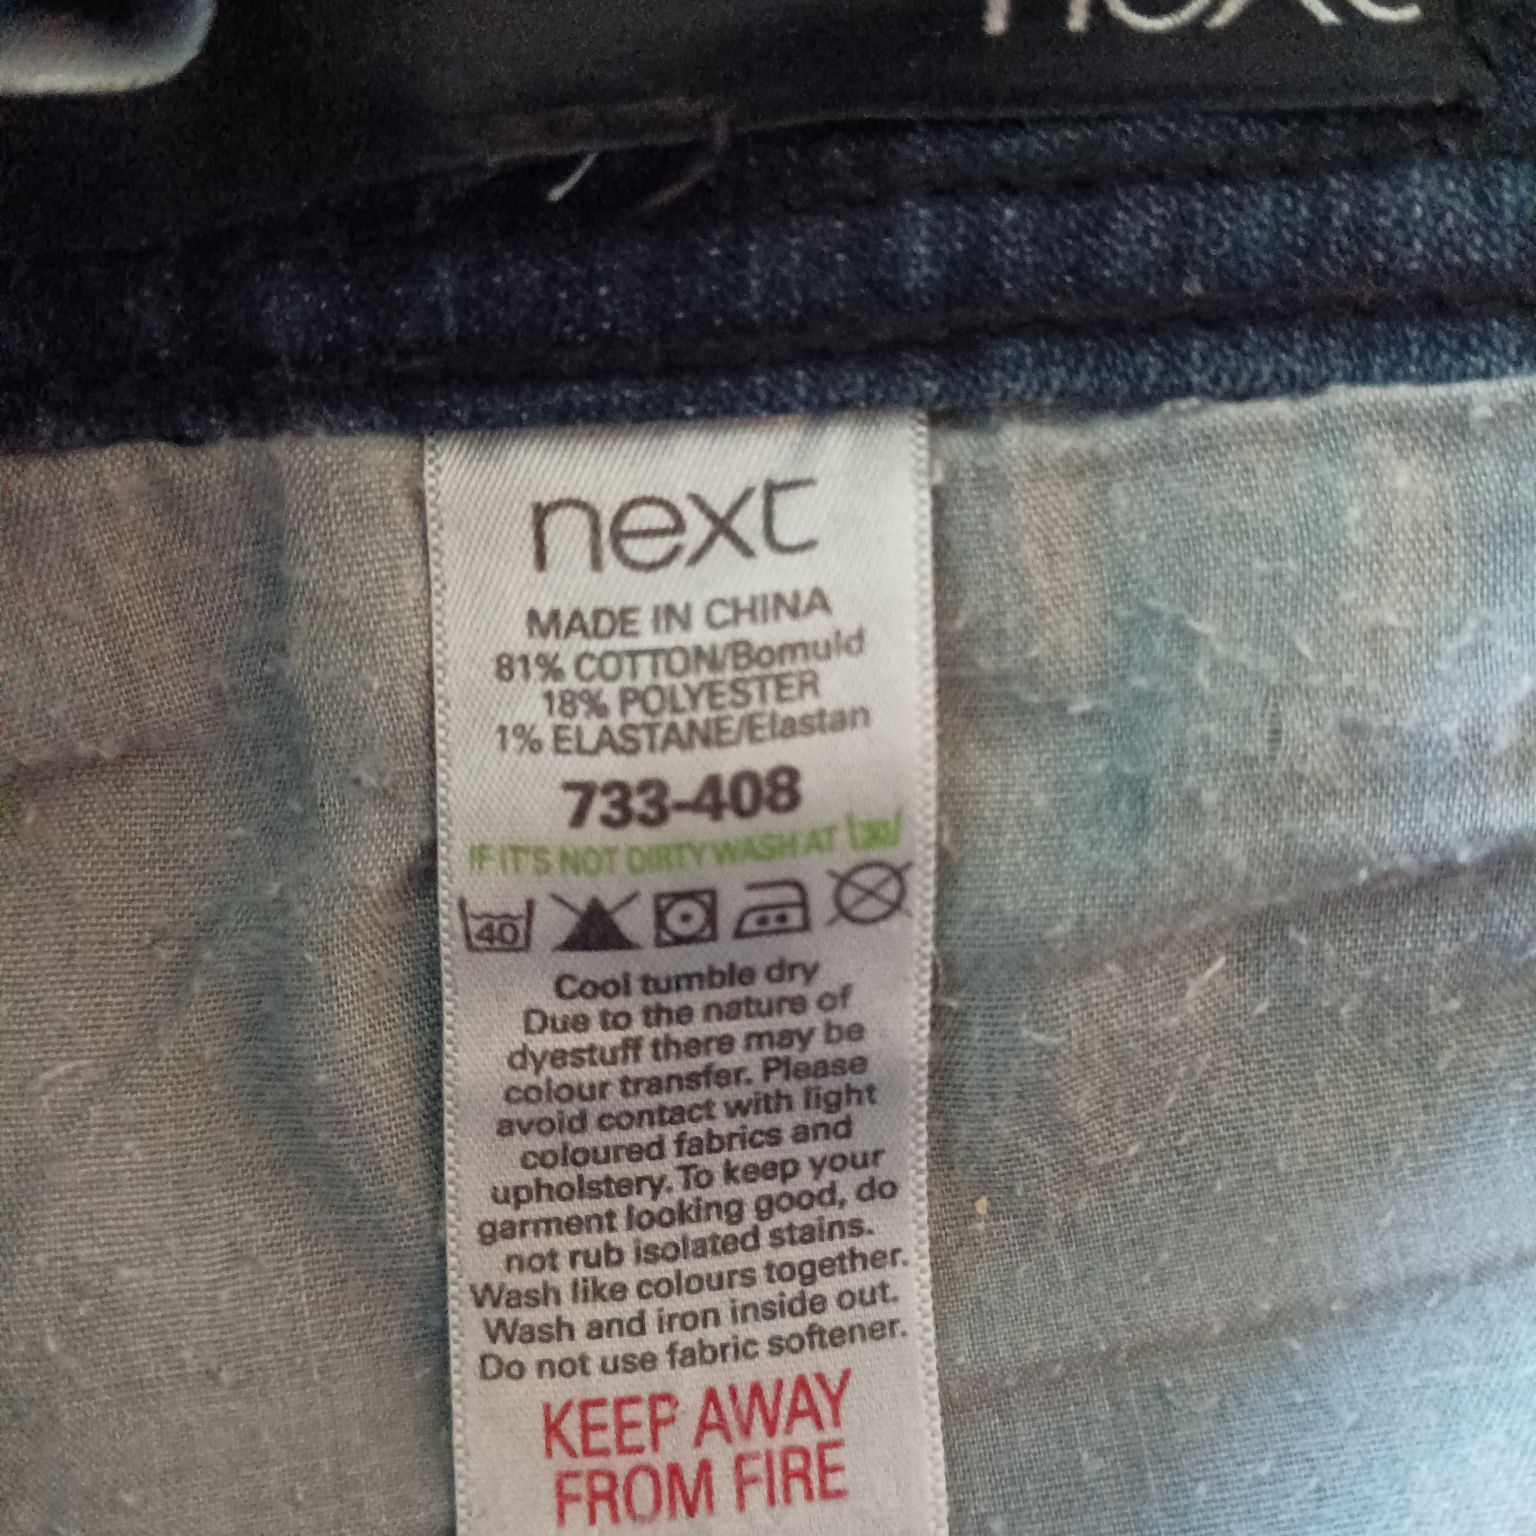 next
next
MADE IN CHINA
81% COTTON/Bomuld
18% POLYESTER
1% ELASTANE/Elastan
733-408
IF IT'S NOT DIRTY WASH AT 30
40
Cool tumble dry
Due to the nature of
dyestuff there may be
colour transfer. Please
avoid contact with light
coloured fabrics and
upholstery. To keep your
garment looking good, do
not rub isolated stains.
Wash like colours together.
Wash and iron inside out.
Do not use fabric softener.
KEEP AWAY
FROM FIRE